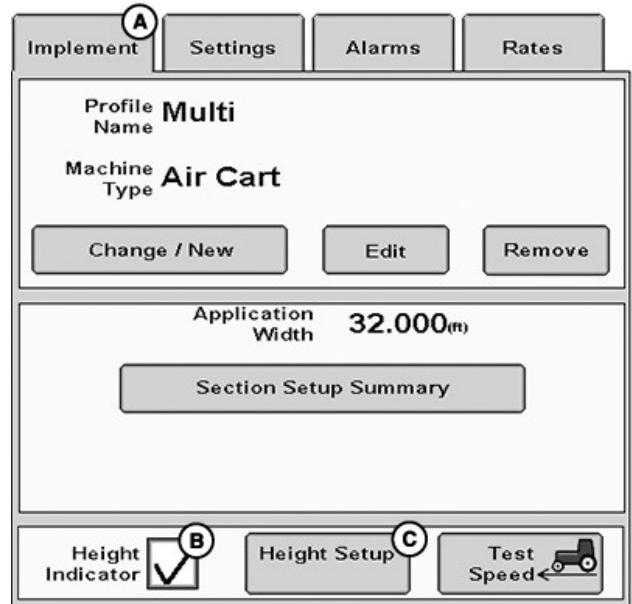 A
Implement Settings Alarms Rates
Profile Name Multi
Machine Type Air Cart
Change / New Edit Remove
Application Width 32.000(ft)
Section Setup Summary
B C
Height Indicator Height Setup Test Speed